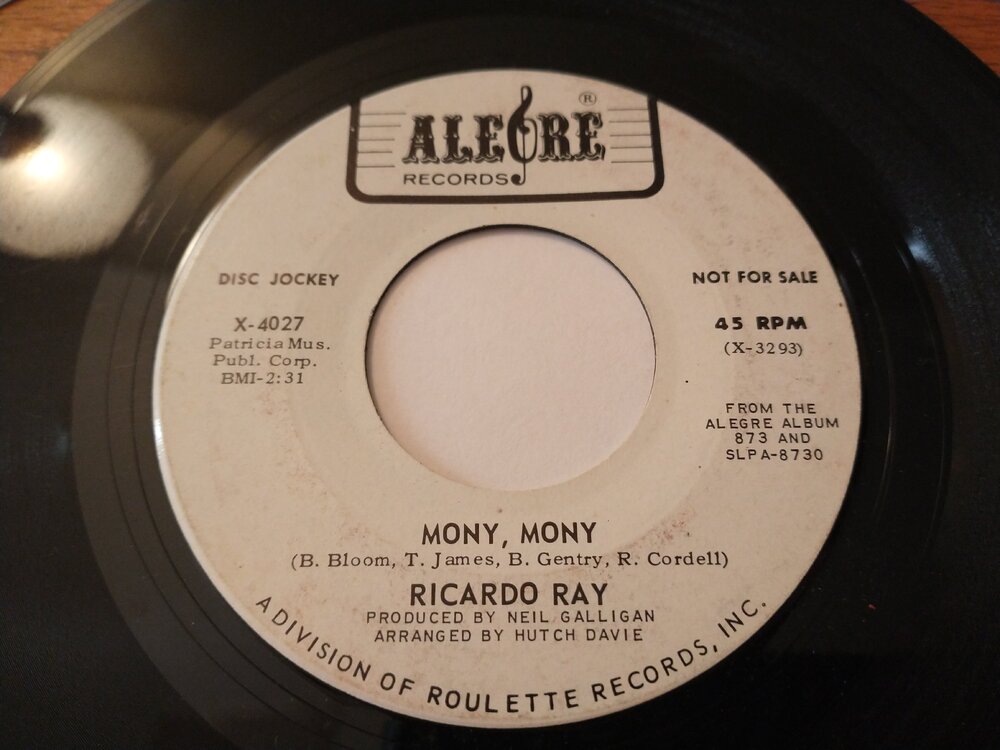 ALEGRE ®
RECORDS
DISC JOCKEY
NOT FOR SALE
X-4027
Patricia Mus.
Publ. Corp.
BMI-2:31
45 RPM
(X-3293)
FROM THE
ALEGRE ALBUM
873 AND
SLPA-8730
MONY, MONY
(B. Bloom, T. James, B. Gentry, R. Cordell)
RICARDO RAY
PRODUCED BY NEIL GALLIGAN
ARRANGED BY HUTCH DAVIE
A DIVISION OF ROULETTE RECORDS, INC.